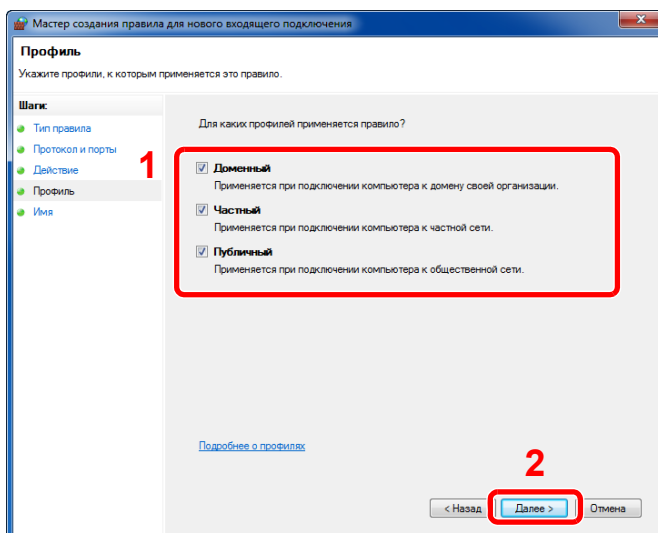 Мастер создания правила для нового входящего подключения
Профиль
Укажите профили, к которым применяется это правило.
Шаги:
Тип правила
Протокол и порты
Действие
Профиль
Имя
1
Для каких профилей применяется правило?
Доменный
Применяется при подключении компьютера к домену своей организации.
Частный
Применяется при подключении компьютера к частной сети.
Публичный
Применяется при подключении компьютера к общественной сети.
Подробнее о профилях
2
< Назад
Далее >
Отмена